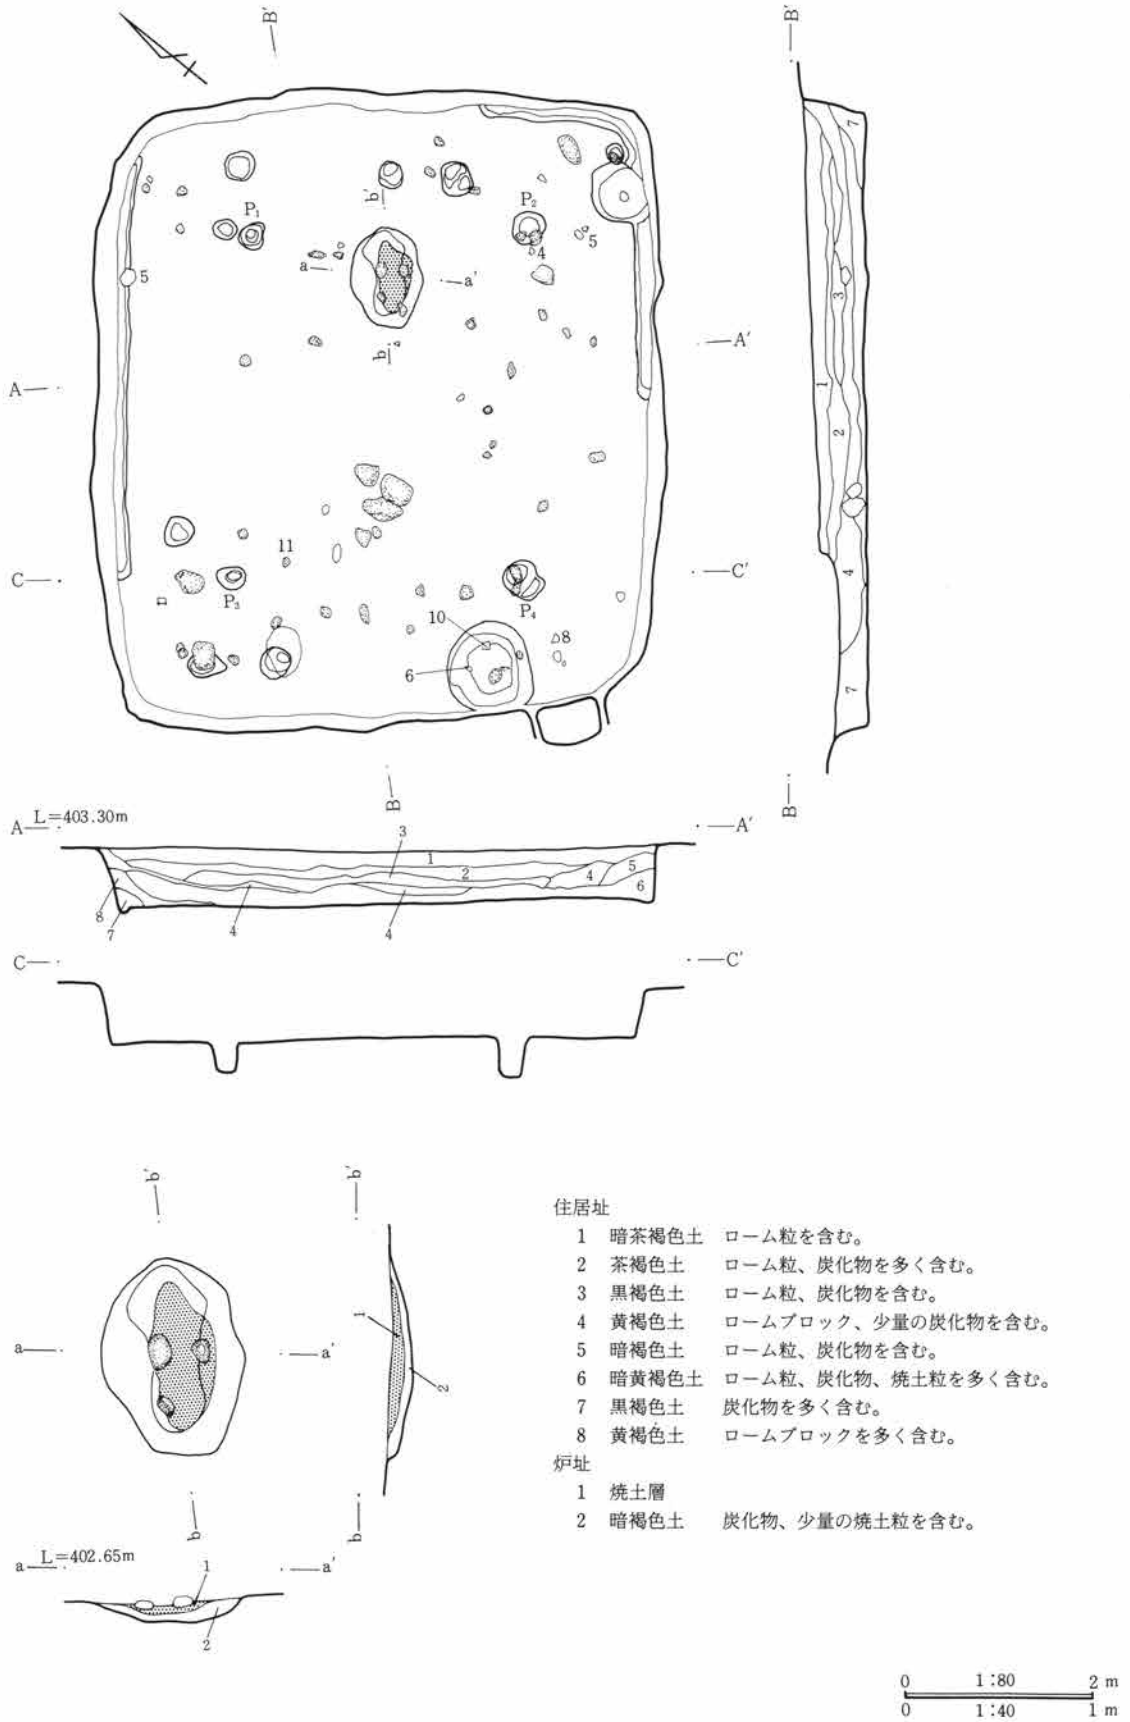 B′
B′
P₁
b′
P₂
5
4
5
a
a′
7
b
A′
3
A
1
2
11
C
C′
4
P₃
P₄
10
8
6
7
B
B
A L=403.30m
A′
3
1
2
4
5
6
8
7
4
4
C
C′
b′
b′
a
a′
1
2
b
b
a L=402.65m
a′
1
2
住居址
1 暗茶褐色土 ローム粒を含む。
2 茶褐色土 ローム粒、炭化物を多く含む。
3 黒褐色土 ローム粒、炭化物を含む。
4 黄褐色土 ロームブロック、少量の炭化物を含む。
5 暗褐色土 ローム粒、炭化物を含む。
6 暗黄褐色土 ローム粒、炭化物、焼土粒を多く含む。
7 黒褐色土 炭化物を多く含む。
8 黄褐色土 ロームブロックを多く含む。
炉址
1 焼土層
2 暗褐色土 炭化物、少量の焼土粒を含む。
0 1:80 2 m
0 1:40 1 m